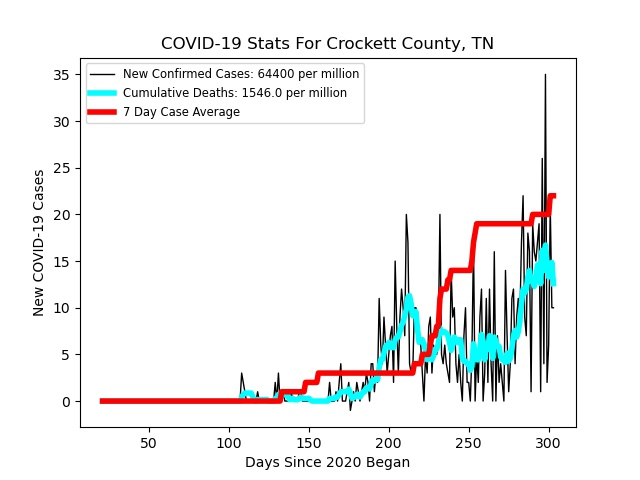 COVID-19 Stats For Crockett County, TN
New Confirmed Cases: 64400 per million
Cumulative Deaths: 1546.0 per million
7 Day Case Average
35
30
25
20
15
10
5
0
New COVID-19 Cases
50 100 150 200 250 300
Days Since 2020 Began